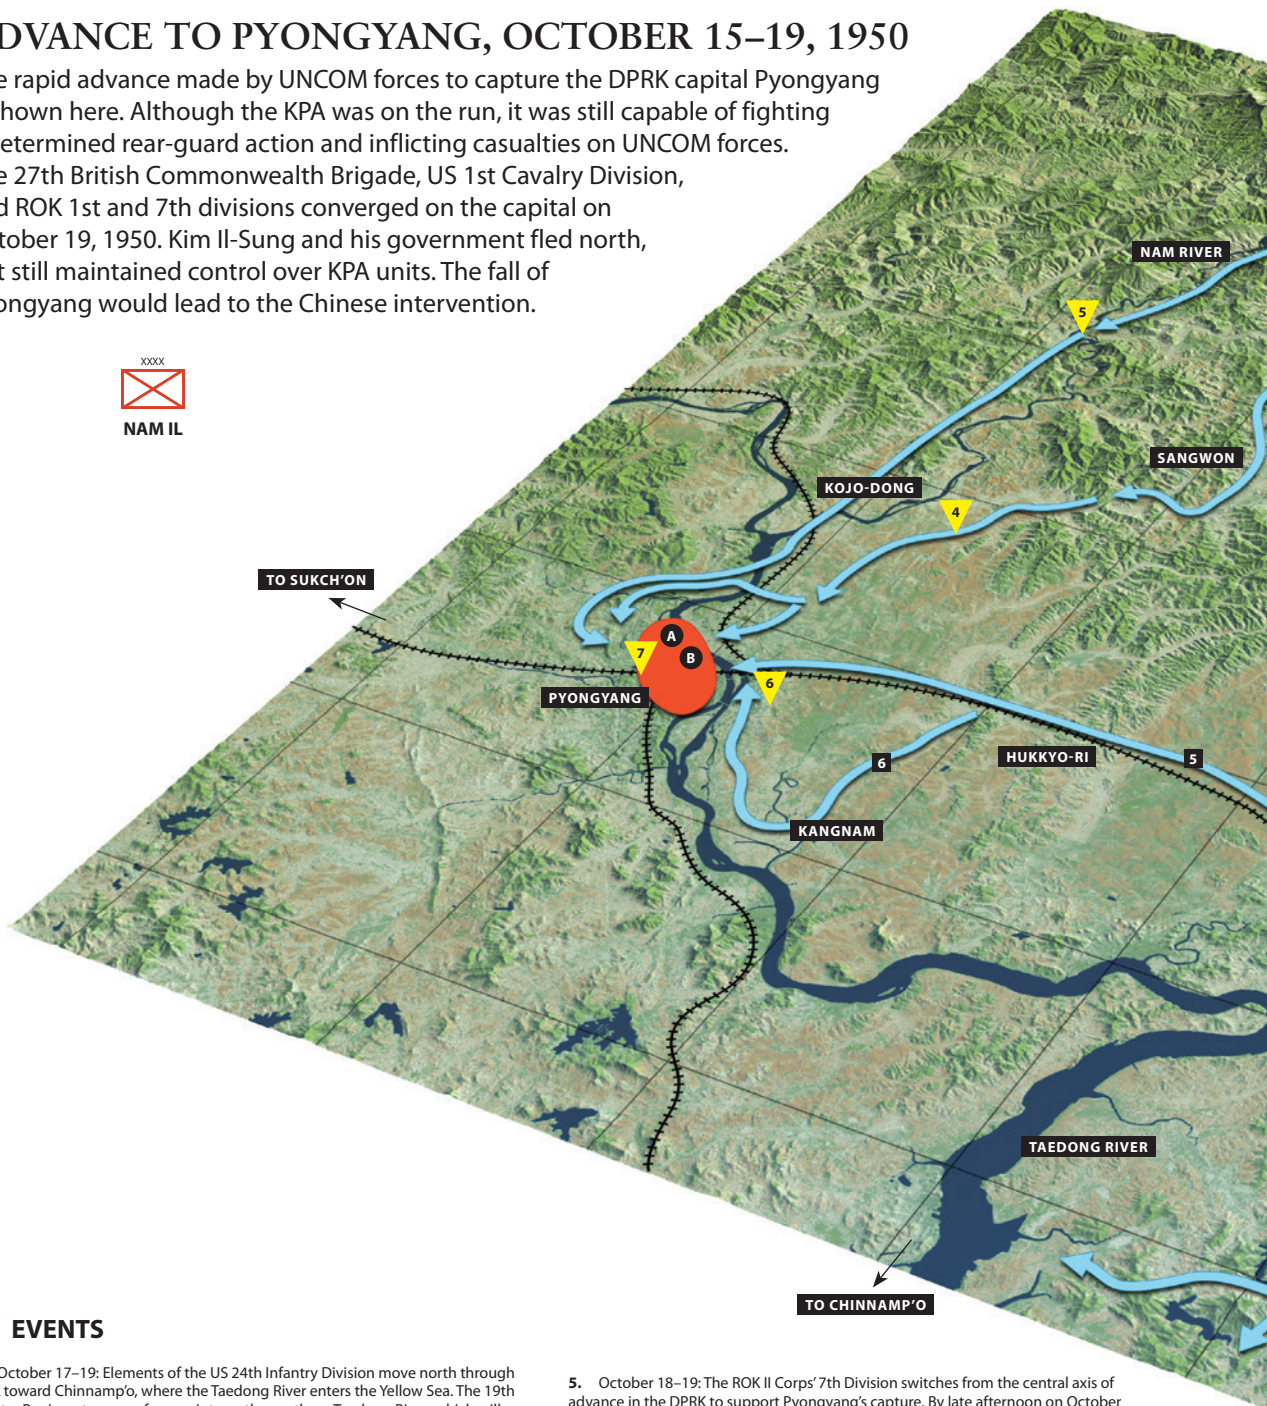 DVANCE TO PYONGYANG, OCTOBER 15–19, 1950
e rapid advance made by UNCOM forces to capture the DPRK capital Pyongyang
hown here. Although the KPA was on the run, it was still capable of fighting
etermined rear-guard action and inflicting casualties on UNCOM forces.
e 27th British Commonwealth Brigade, US 1st Cavalry Division,
d ROK 1st and 7th divisions converged on the capital on
tober 19, 1950. Kim Il-Sung and his government fled north,
t still maintained control over KPA units. The fall of
ongyang would lead to the Chinese intervention.
XXXX
NAM IL
NAM RIVER
5
SANGWON
KOJO-DONG
4
TO SUKCH’ON
A
B
7
6
PYONGYANG
HUKKYO-RI
5
6
KANGNAM
TAEDONG RIVER
TO CHINNAMP’O
EVENTS
October 17–19: Elements of the US 24th Infantry Division move north through
toward Chinnamp’o, where the Taedong River enters the Yellow Sea. The 19th
5. October 18–19: The ROK II Corps’ 7th Division switches from the central axis of
advance in the DPRK to support Pyongyang’s capture. By late afternoon on October